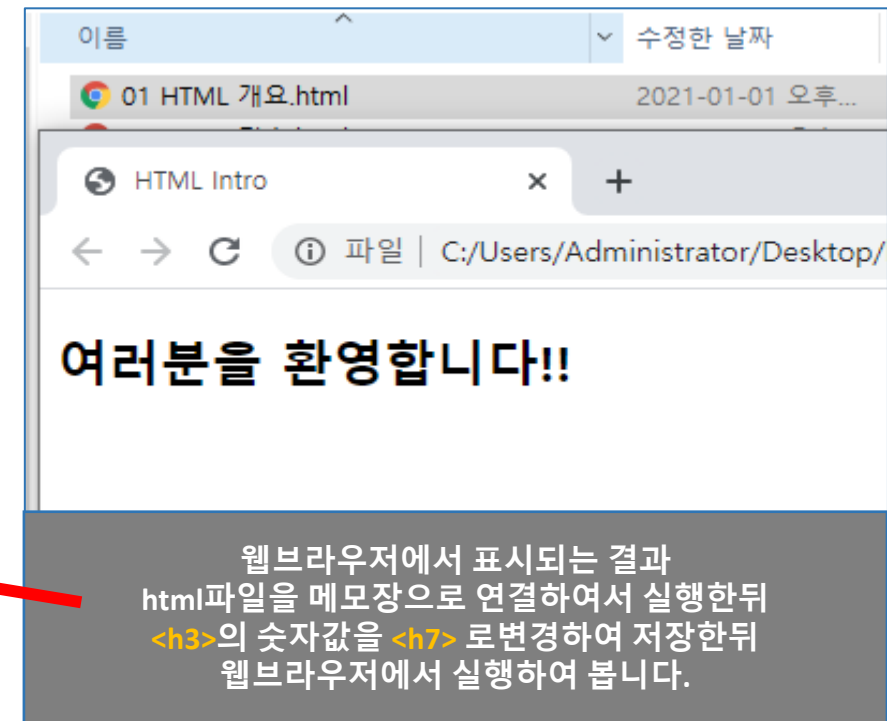 이름 수정한 날짜
01 HTML 개요.html 2021-01-01 오후...
HTML Intro
파일 | C:/Users/Administrator/Desktop/
여러분을 환영합니다!!
웹브라우저에서 표시되는 결과
html파일을 메모장으로 연결하여서 실행한뒤
<h3>의 숫자값을 <h7> 로변경하여 저장한뒤
웹브라우저에서 실행하여 봅니다.